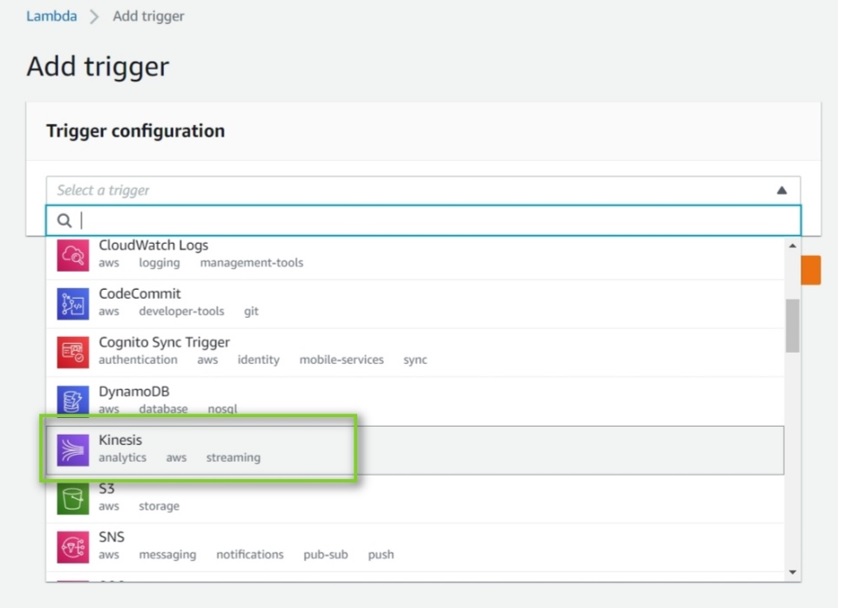 Lambda > Add trigger
Add trigger
Trigger configuration
Select a trigger
CloudWatch Logs
aws logging management-tools
CodeCommit
aws developer-tools git
Cognito Sync Trigger
authentication aws identity mobile-services sync
DynamoDB
aws database nosql
Kinesis
analytics aws streaming
S3
aws storage
SNS
aws messaging notifications pub-sub push